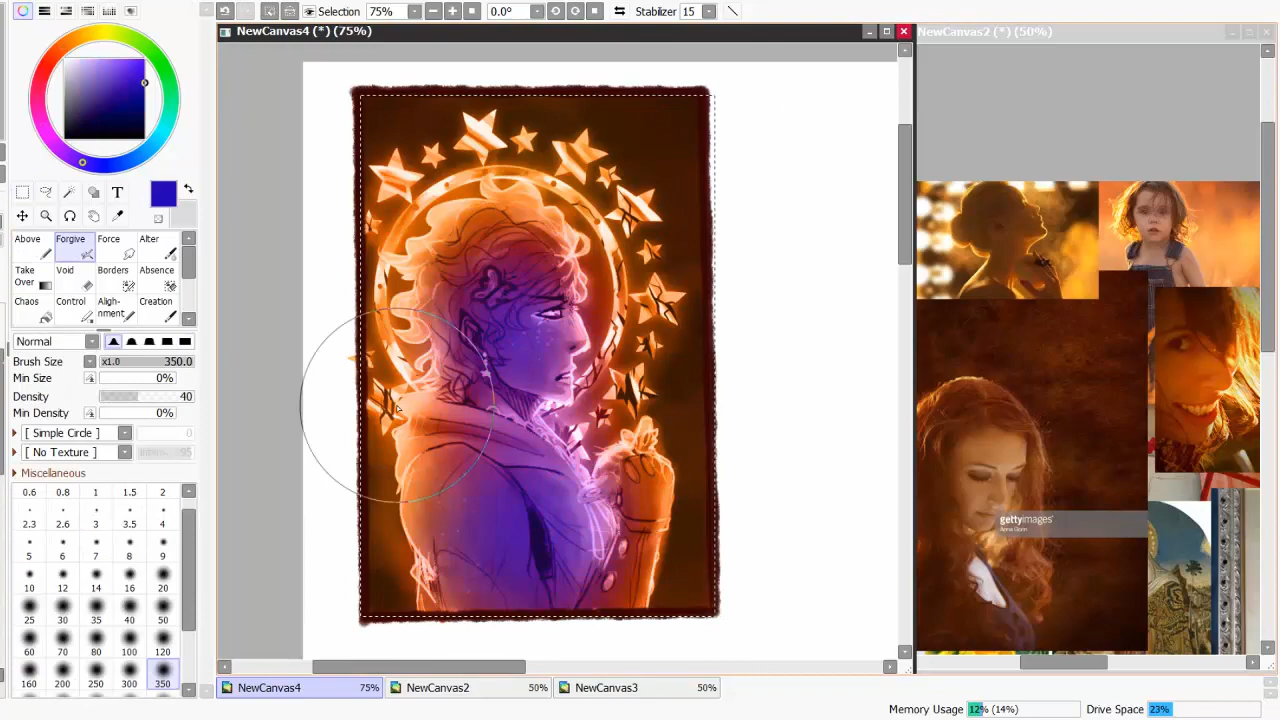 Selection 75% 0.0° Stabilizer 15
NewCanvas4 (*) (75%)
NewCanvas2 (*) (50%)
T
Above Forgive Force Alter
Take Over Void Borders Absence
Chaos Control Align-ment Creation
Normal
Brush Size x1.0 350.0
Min Size 0%
Density 40
Min Density 0%
[ Simple Circle ] 0
[ No Texture ] 95
Miscellaneous
0.6 0.8 1 1.5 2
2.3 2.6 3 3.5 4
5 6 7 8 9
10 12 14 16 20
25 30 35 40 50
60 70 80 100 120
160 200 250 300 350
gettyimages
NewCanvas4 75% NewCanvas2 50% NewCanvas3 50%
Memory Usage 12% (14%) Drive Space 23%